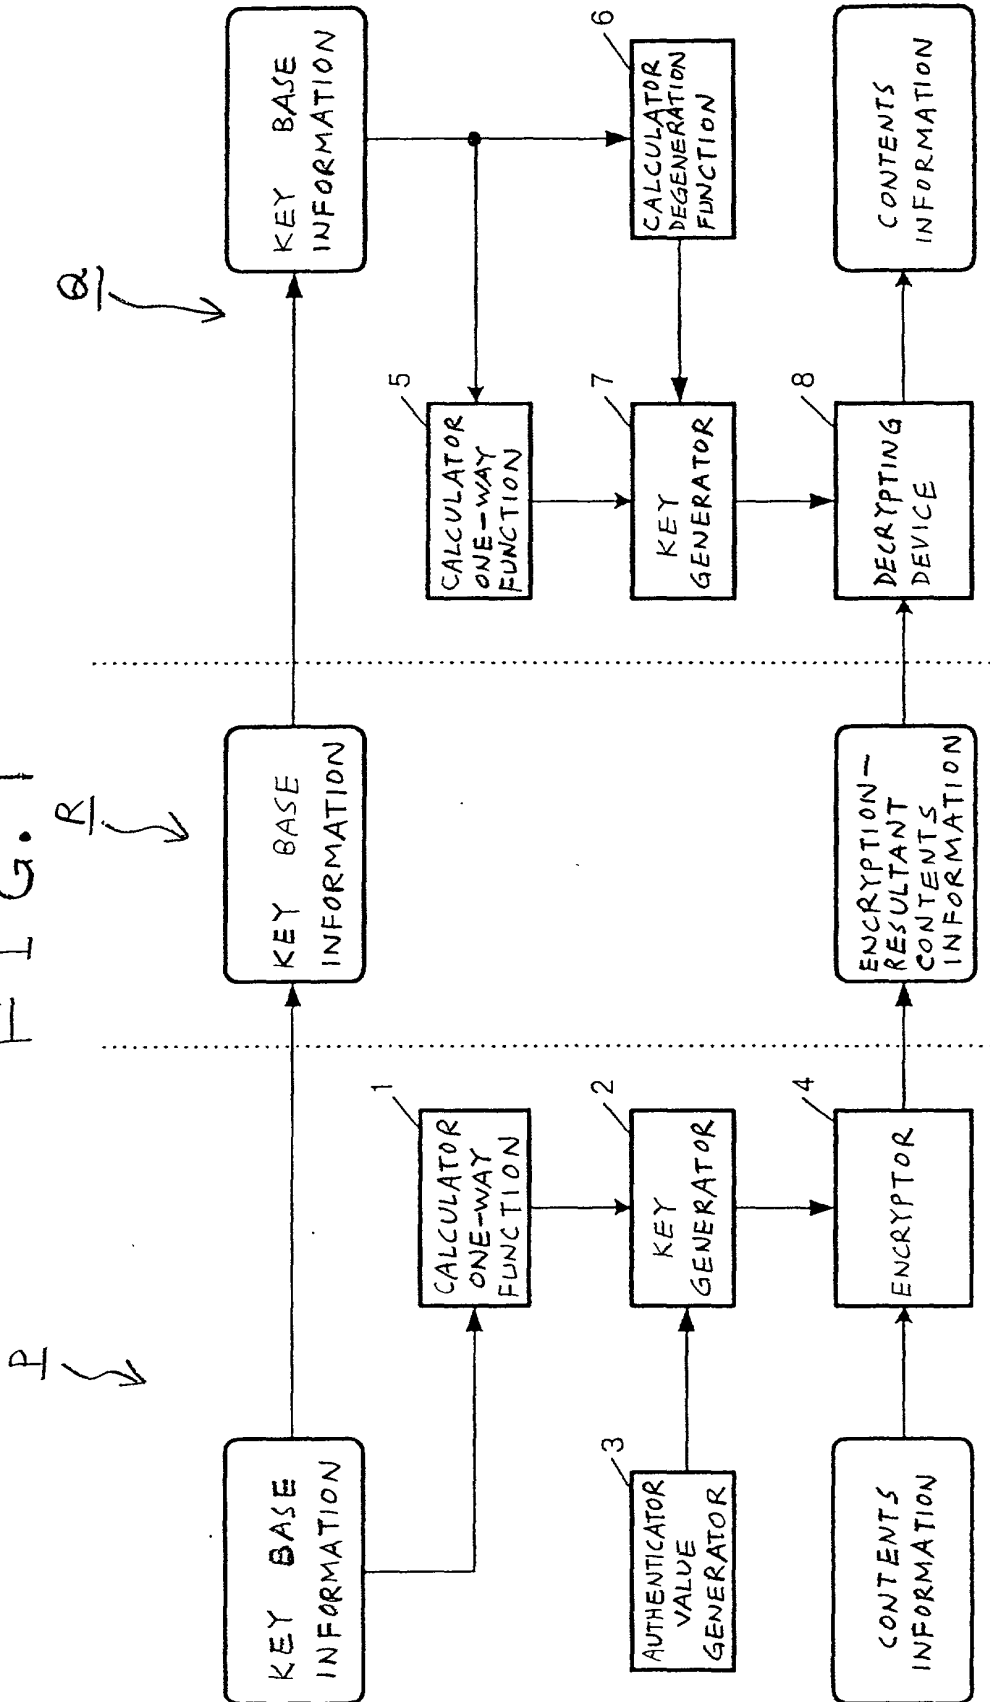 FIG. 1
P
R
Q
KEY BASE
INFORMATION
KEY BASE
INFORMATION
KEY BASE
INFORMATION
1
CALCULATOR
ONE-WAY
FUNCTION
5
CALCULATOR
ONE-WAY
FUNCTION
3
AUTHENTICATOR
VALUE
GENERATOR
2
KEY
GENERATOR
7
KEY
GENERATOR
6
CALCULATOR
DEGENERATION
FUNCTION
CONTENTS
INFORMATION
4
ENCRYPTOR
ENCRYPTION-
RESULTANT
CONTENTS
INFORMATION
8
DECRYPTING
DEVICE
CONTENTS
INFORMATION